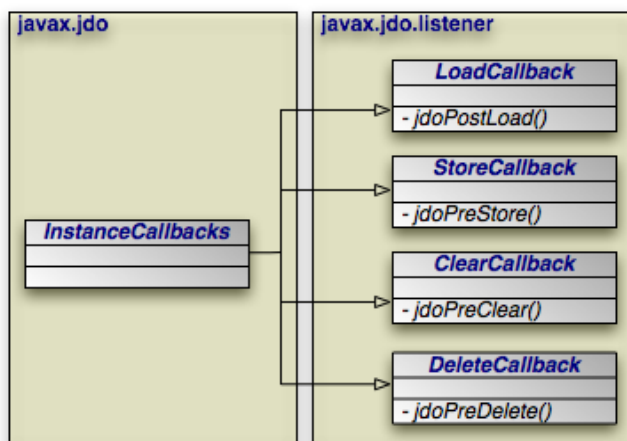 javax.jdo
InstanceCallbacks
javax.jdo.listener
LoadCallback
- jdoPostLoad()
StoreCallback
- jdoPreStore()
ClearCallback
- jdoPreClear()
DeleteCallback
- jdoPreDelete()